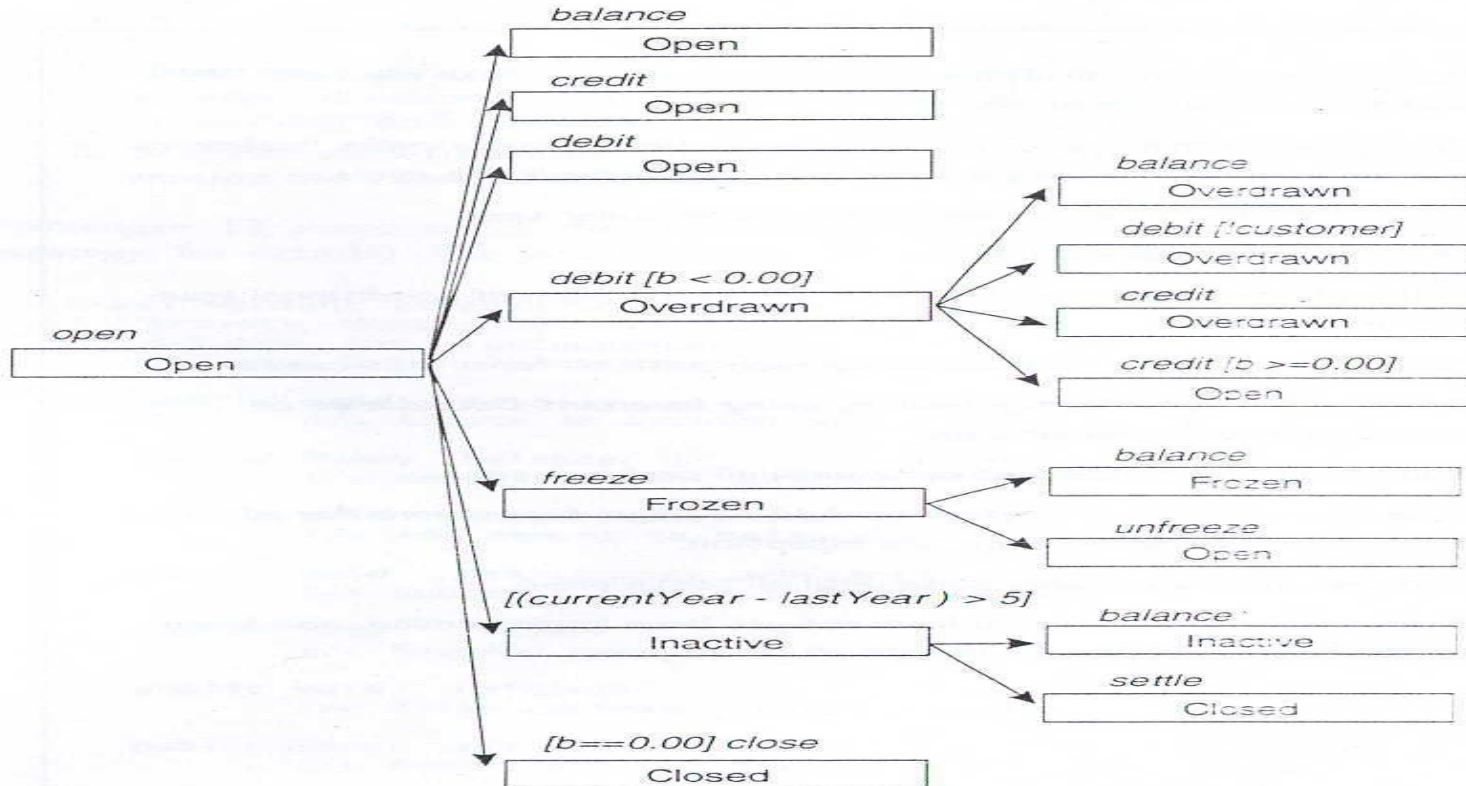 balance
Open
credit
Open
debit
Open
debit [b < 0.00]
Overdrawn
balance
Overdrawn
debit [!customer]
Overdrawn
credit
Overdrawn
credit [b >=0.00]
Open
open
Open
freeze
Frozen
balance
Frozen
unfreeze
Open
[(currentYear - lastYear ) > 5]
Inactive
balance
Inactive
settle
Closed
[b==0.00] close
Closed